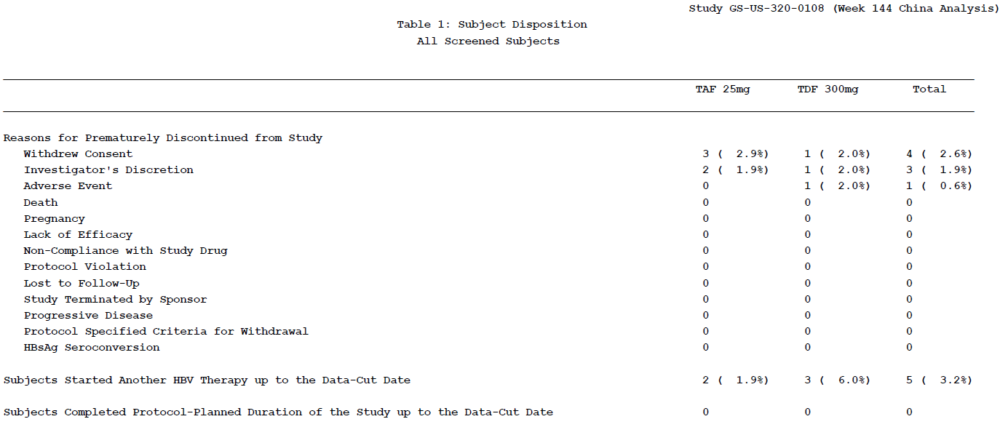 Study GS-US-320-0108 (Week 144 China Analysis)
Table 1: Subject Disposition
All Screened Subjects
TAF 25mg TDF 300mg Total
Reasons for Prematurely Discontinued from Study
Withdrew Consent 3 ( 2.9%) 1 ( 2.0%) 4 ( 2.6%)
Investigator's Discretion 2 ( 1.9%) 1 ( 2.0%) 3 ( 1.9%)
Adverse Event 0 1 ( 2.0%) 1 ( 0.6%)
Death 0 0 0
Pregnancy 0 0 0
Lack of Efficacy 0 0 0
Non-Compliance with Study Drug 0 0 0
Protocol Violation 0 0 0
Lost to Follow-Up 0 0 0
Study Terminated by Sponsor 0 0 0
Progressive Disease 0 0 0
Protocol Specified Criteria for Withdrawal 0 0 0
HBsAg Seroconversion 0 0 0
Subjects Started Another HBV Therapy up to the Data-Cut Date 2 ( 1.9%) 3 ( 6.0%) 5 ( 3.2%)
Subjects Completed Protocol-Planned Duration of the Study up to the Data-Cut Date 0 0 0